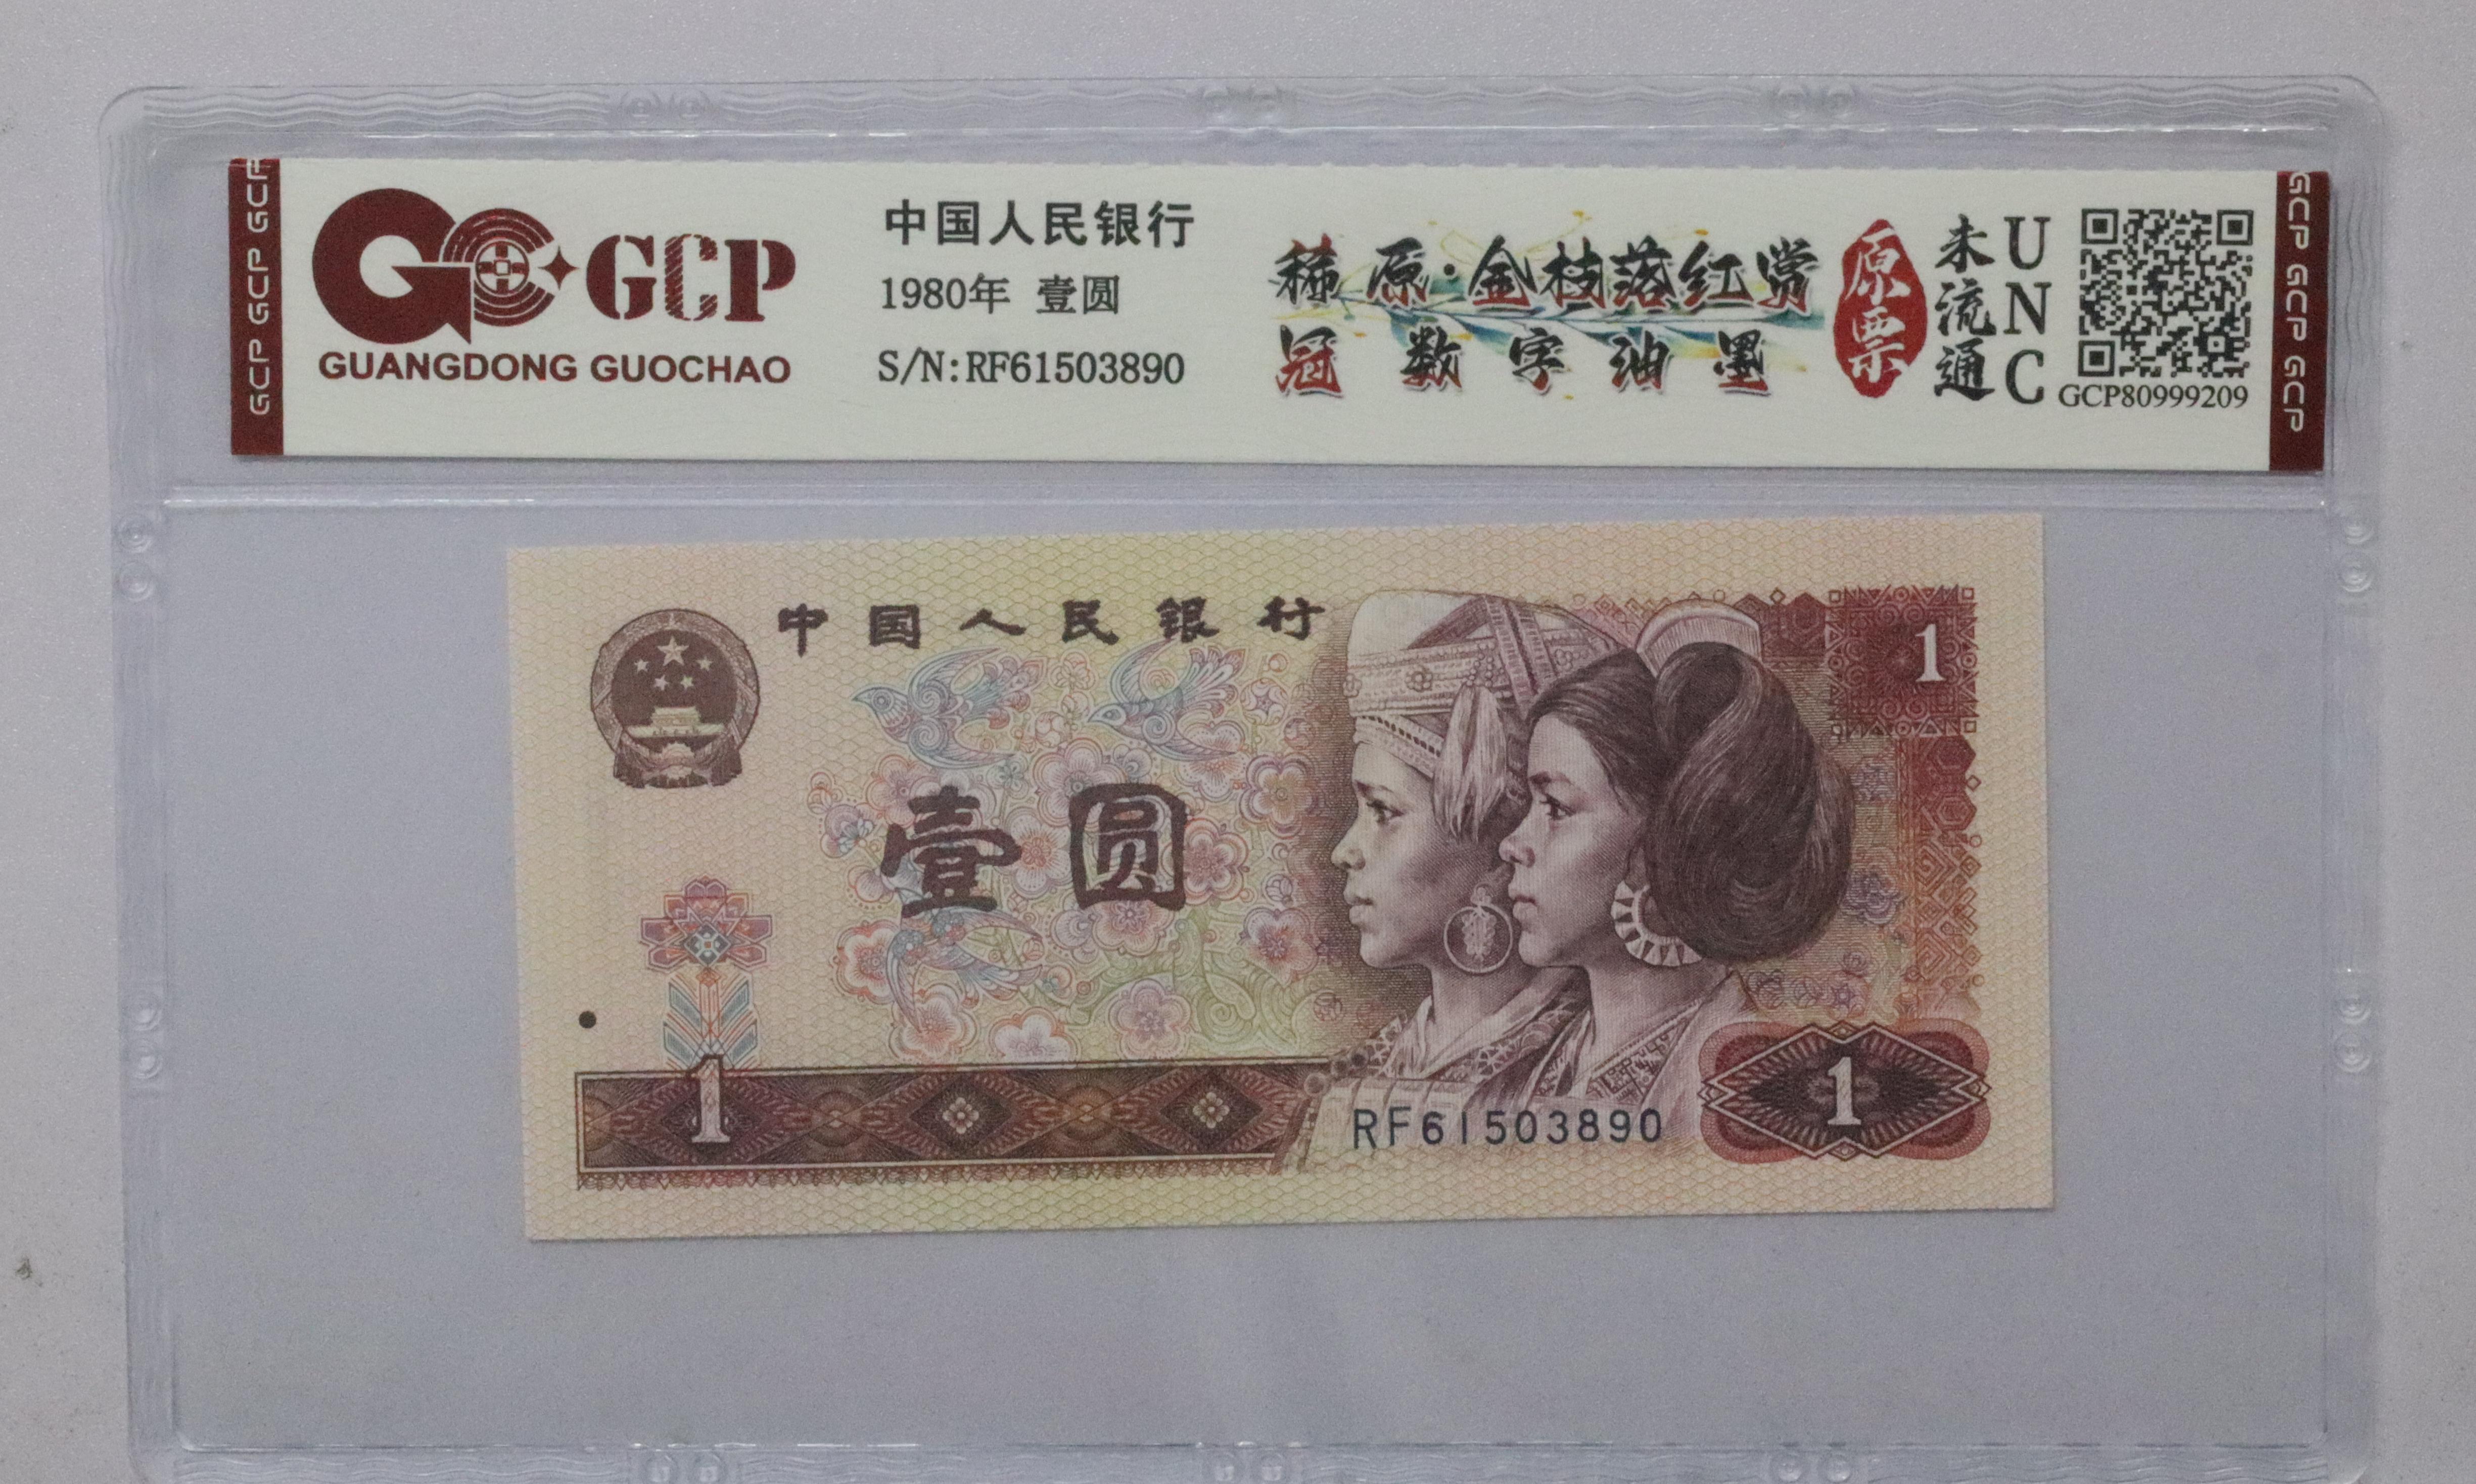 GCP GCP GCP
GCP
GUANGDONG GUOCHAO
中国人民银行
1980年 壹圆
S/N:RF61503890
稀原·金枝落红赏
冠数字油墨
原票
未流通
UNC
GCP80999209
GCP GCP GCP
中国人民银行
1
壹圆
1
RF61503890
1